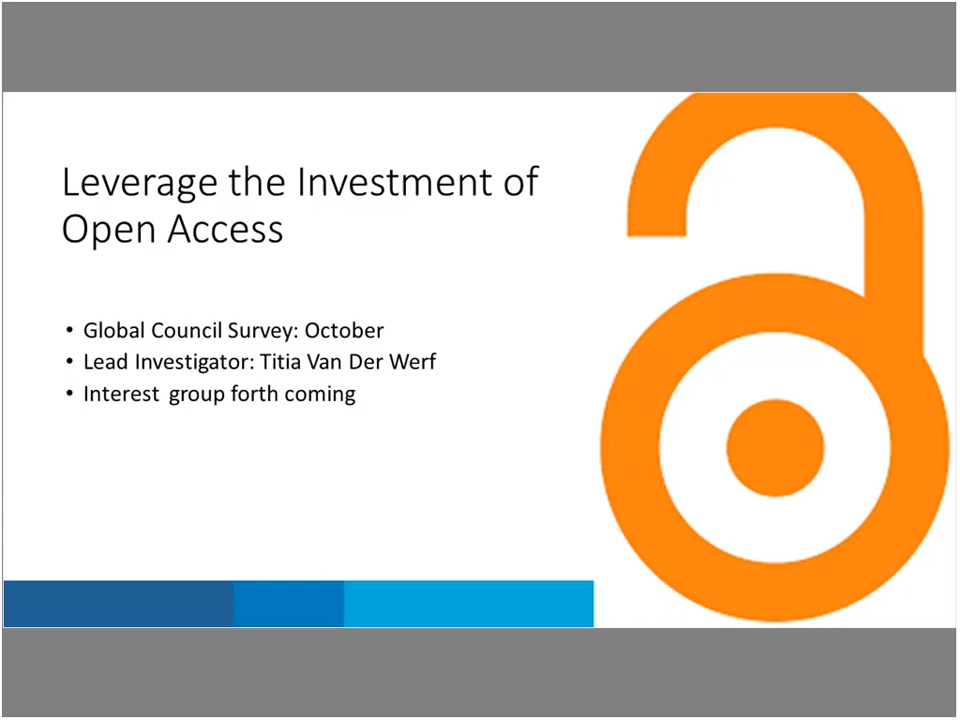 Leverage the Investment of
Open Access
• Global Council Survey: October
• Lead Investigator: Titia Van Der Werf
• Interest group forth coming